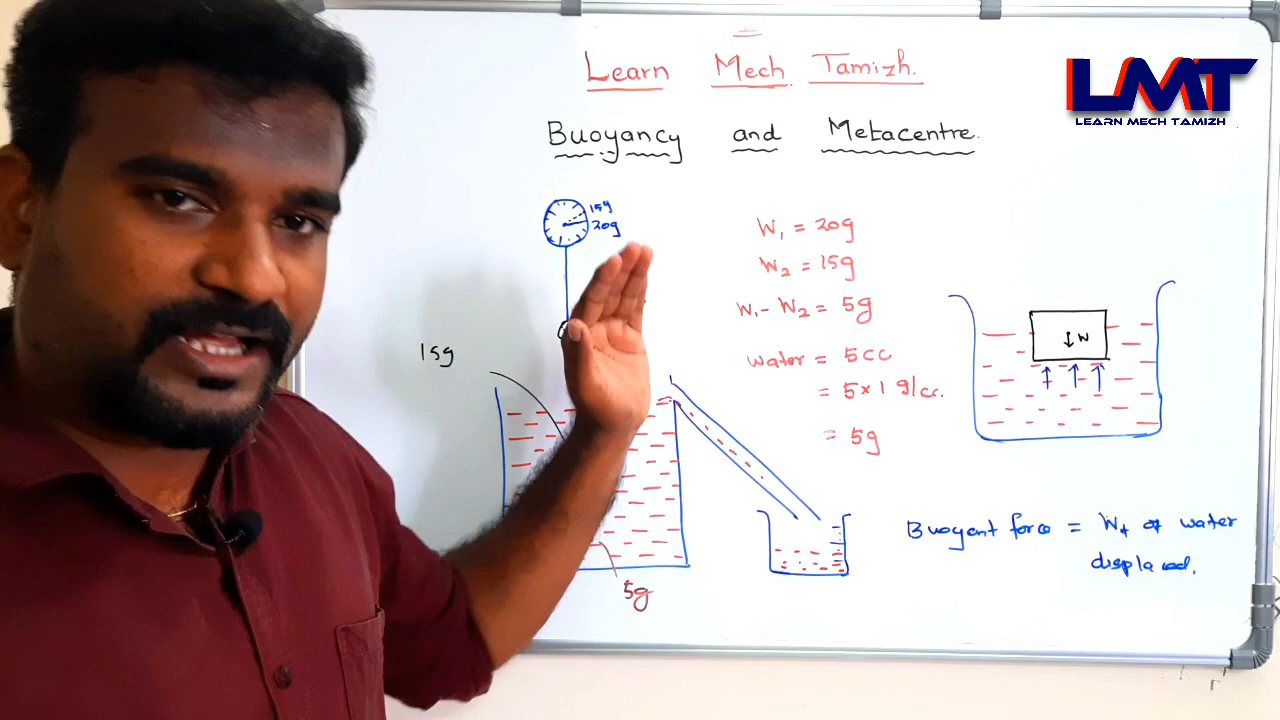 Learn Mech Tamizh.
LMT
LEARN MECH TAMIZH
Buoyancy and Metacentre.
15g
20g
W₁ = 20g
W₂ = 15g
W₁ - W₂ = 5g
water = 5cc
= 5 × 1 g/cc.
= 5g
15g
↓ W
5g
Buoyant force = Wt of water
displaced.